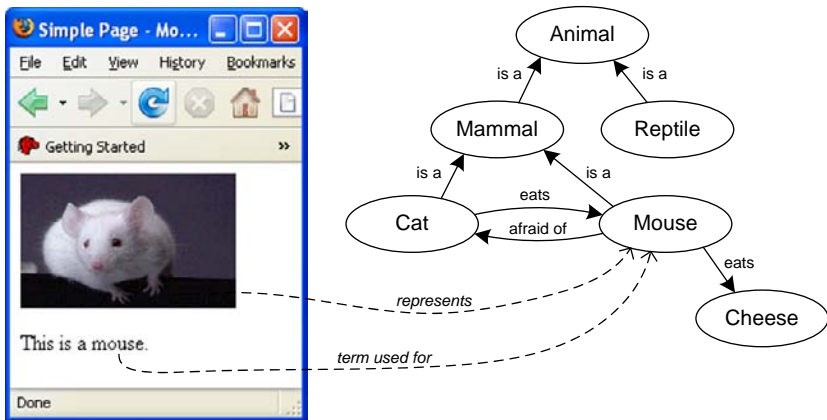 Simple Page - Mo...
File Edit View History Bookmarks
Getting Started »
This is a mouse.
Done
Animal
is a
is a
Mammal
Reptile
is a
is a
eats
Cat
Mouse
afraid of
eats
represents
Cheese
term used for